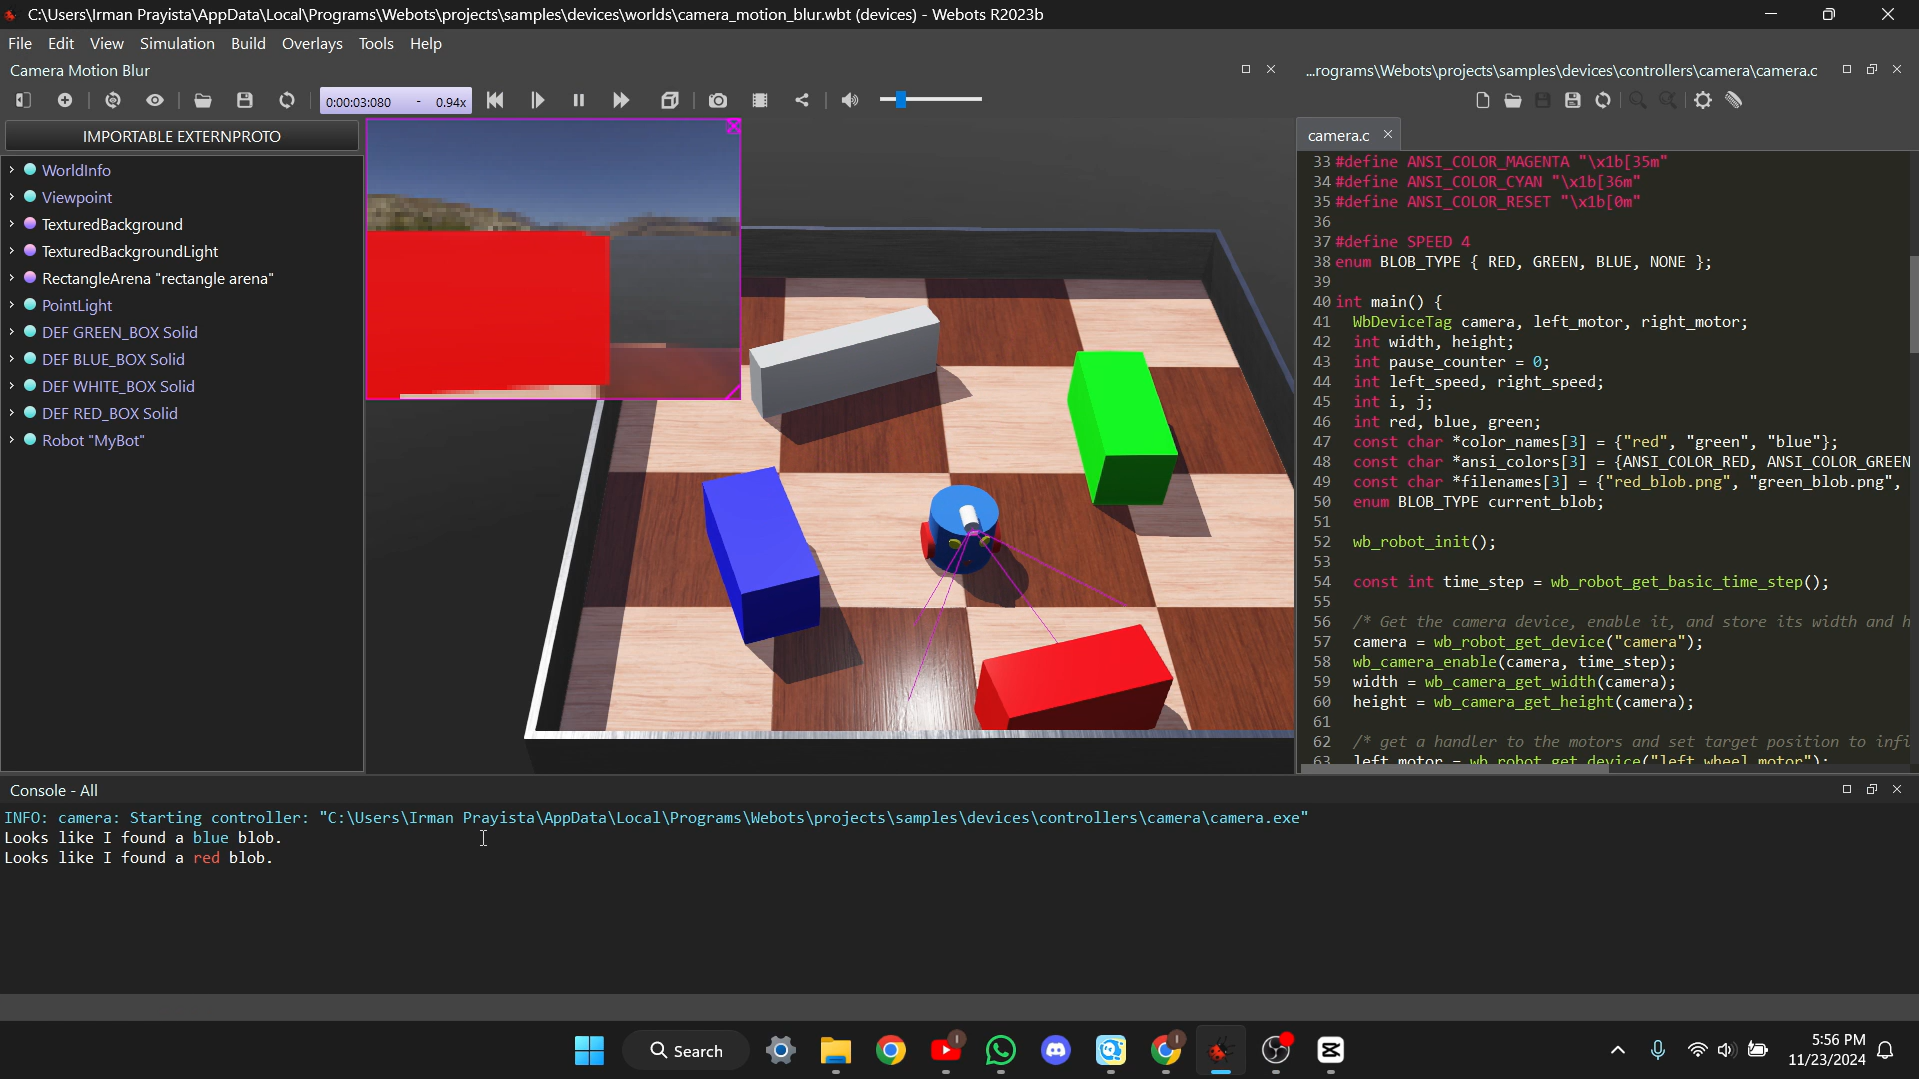 C:\Users\Irman Prayista\AppData\Local\Programs\Webots\projects\samples\devices\worlds\camera_motion_blur.wbt (devices) - Webots R2023b
File Edit View Simulation Build Overlays Tools Help
Camera Motion Blur
...rograms\Webots\projects\samples\devices\controllers\camera\camera.c
0:00:03:080 - 0.94x
IMPORTABLE EXTERNPROTO
WorldInfo
Viewpoint
TexturedBackground
TexturedBackgroundLight
RectangleArena "rectangle arena"
PointLight
DEF GREEN_BOX Solid
DEF BLUE_BOX Solid
DEF WHITE_BOX Solid
DEF RED_BOX Solid
Robot "MyBot"
camera.c
33 #define ANSI_COLOR_MAGENTA "\x1b[35m"
34 #define ANSI_COLOR_CYAN "\x1b[36m"
35 #define ANSI_COLOR_RESET "\x1b[0m"
36
37 #define SPEED 4
38 enum BLOB_TYPE { RED, GREEN, BLUE, NONE };
39
40 int main() {
41 WbDeviceTag camera, left_motor, right_motor;
42 int width, height;
43 int pause_counter = 0;
44 int left_speed, right_speed;
45 int i, j;
46 int red, blue, green;
47 const char *color_names[3] = {"red", "green", "blue"};
48 const char *ansi_colors[3] = {ANSI_COLOR_RED, ANSI_COLOR_GREEN
49 const char *filenames[3] = {"red_blob.png", "green_blob.png",
50 enum BLOB_TYPE current_blob;
51
52 wb_robot_init();
53
54 const int time_step = wb_robot_get_basic_time_step();
55
56 /* Get the camera device, enable it, and store its width and h
57 camera = wb_robot_get_device("camera");
58 wb_camera_enable(camera, time_step);
59 width = wb_camera_get_width(camera);
60 height = wb_camera_get_height(camera);
61
62 /* get a handler to the motors and set target position to infi
63 left_motor = wb_robot_get_device("left wheel motor");
Console - All
INFO: camera: Starting controller: "C:\Users\Irman Prayista\AppData\Local\Programs\Webots\projects\samples\devices\controllers\camera\camera.exe"
Looks like I found a blue blob.
Looks like I found a red blob.
Search
5:56 PM
11/23/2024